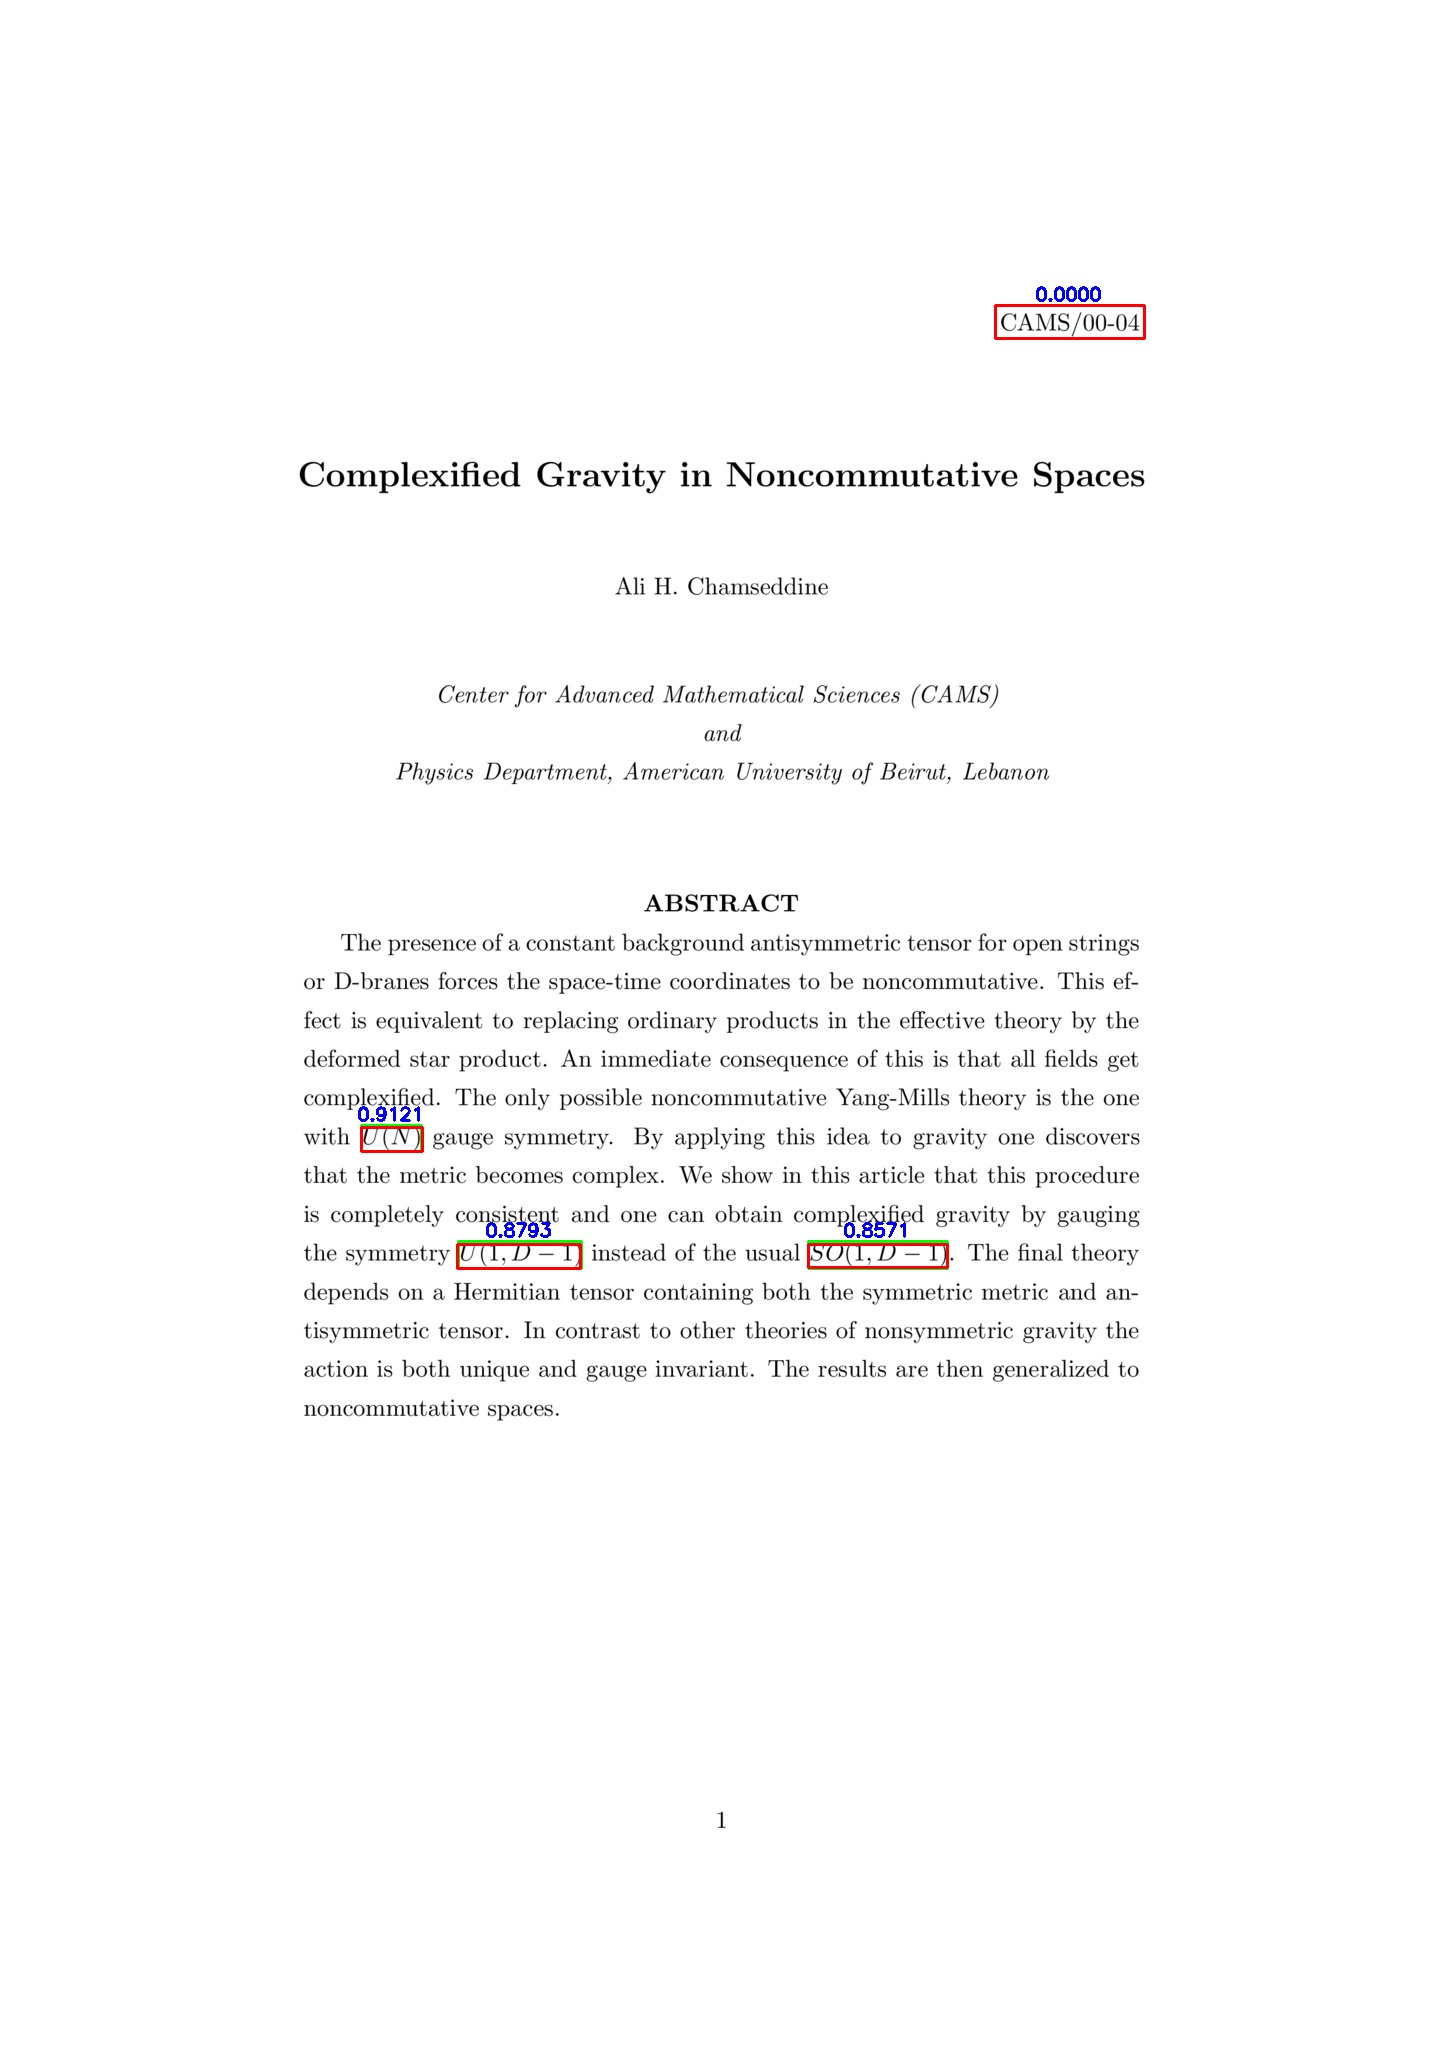 0.0000
CAMS/00-04
Complexified Gravity in Noncommutative Spaces
Ali H. Chamseddine
Center for Advanced Mathematical Sciences (CAMS)
and
Physics Department, American University of Beirut, Lebanon
ABSTRACT
The presence of a constant background antisymmetric tensor for open strings
or D-branes forces the space-time coordinates to be noncommutative. This ef-
fect is equivalent to replacing ordinary products in the effective theory by the
deformed star product. An immediate consequence of this is that all fields get
complexified. The only possible noncommutative Yang-Mills theory is the one
0.9121
with U(N) gauge symmetry. By applying this idea to gravity one discovers
that the metric becomes complex. We show in this article that this procedure
is completely consistent and one can obtain complexified gravity by gauging
0.8793 0.8571
the symmetry U(1, D − 1) instead of the usual SO(1, D − 1). The final theory
depends on a Hermitian tensor containing both the symmetric metric and an-
tisymmetric tensor. In contrast to other theories of nonsymmetric gravity the
action is both unique and gauge invariant. The results are then generalized to
noncommutative spaces.
1